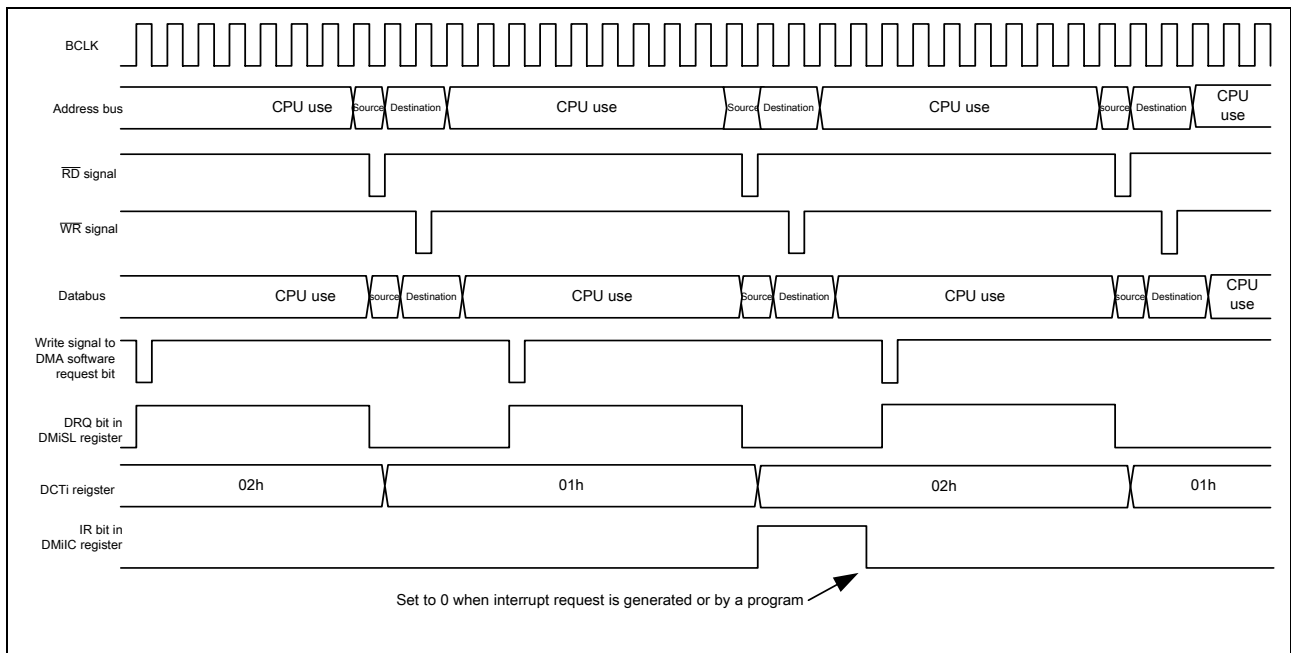 BCLK
Address bus
CPU use
Source
Destination
CPU use
Source
Destination
CPU use
source
Destination
CPU
use
RD signal
WR signal
Databus
CPU use
source
Destination
CPU use
Source
Destination
CPU use
source
Destination
CPU
use
Write signal to
DMA software
request bit
DRQ bit in
DMiSL register
DCTi reigster
02h
01h
02h
01h
IR bit in
DMiIC register
Set to 0 when interrupt request is generated or by a program